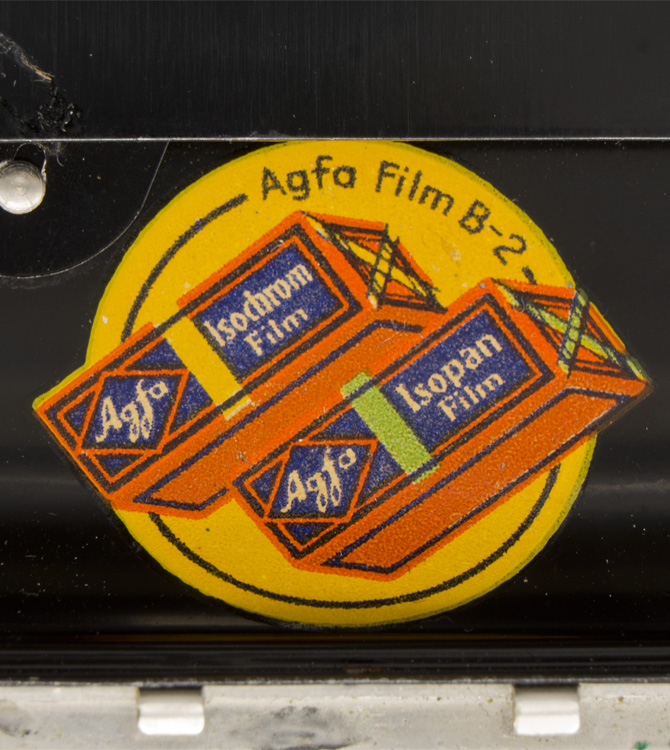 Agfa Film B-2
Isochrom
Film
Agfa
Isopan
Film
Agfa